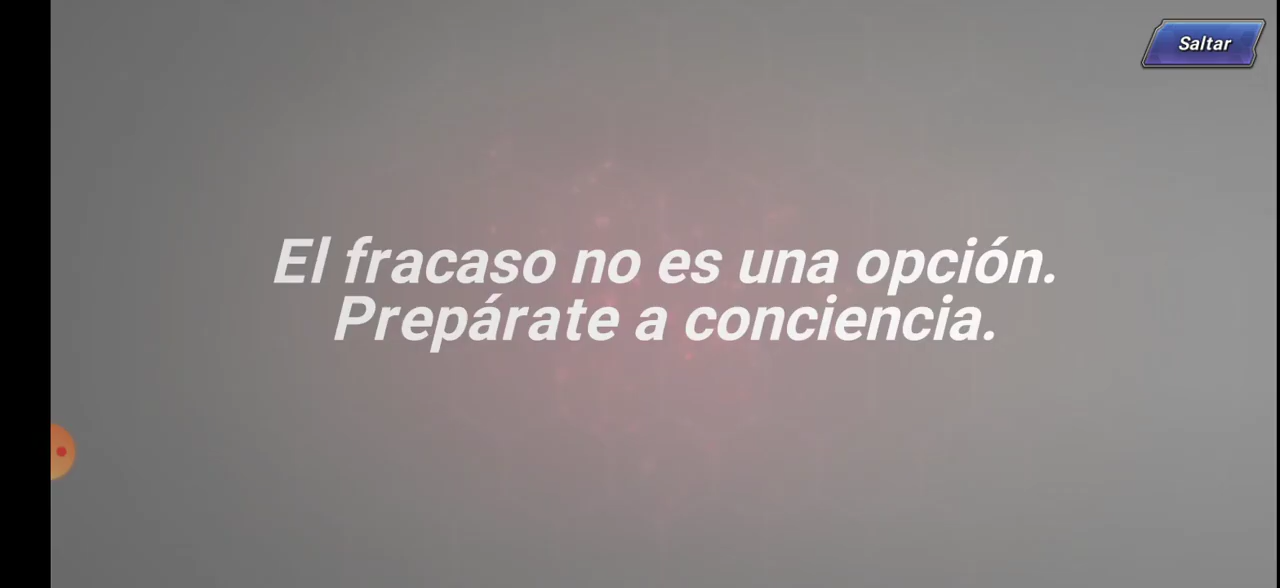 Saltar
El fracaso no es una opción.
Prepárate a conciencia.